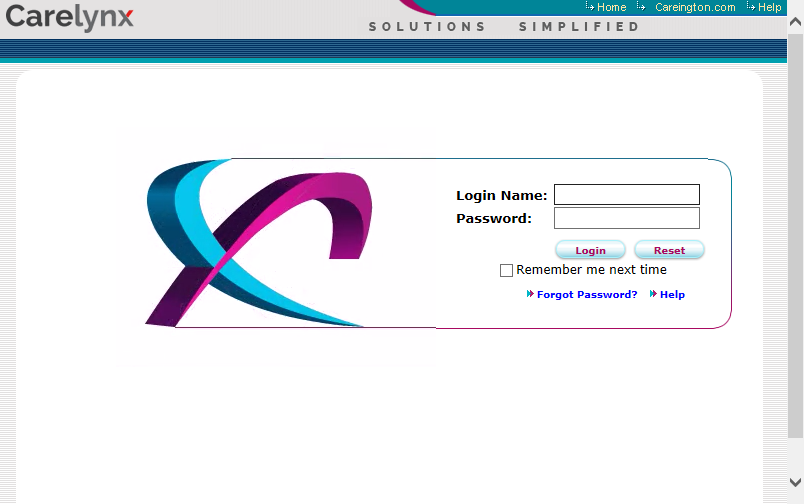 Carelynx
Home Careington.com Help
SOLUTIONS SIMPLIFIED
Login Name:
Password:
Login Reset
Remember me next time
Forgot Password? Help